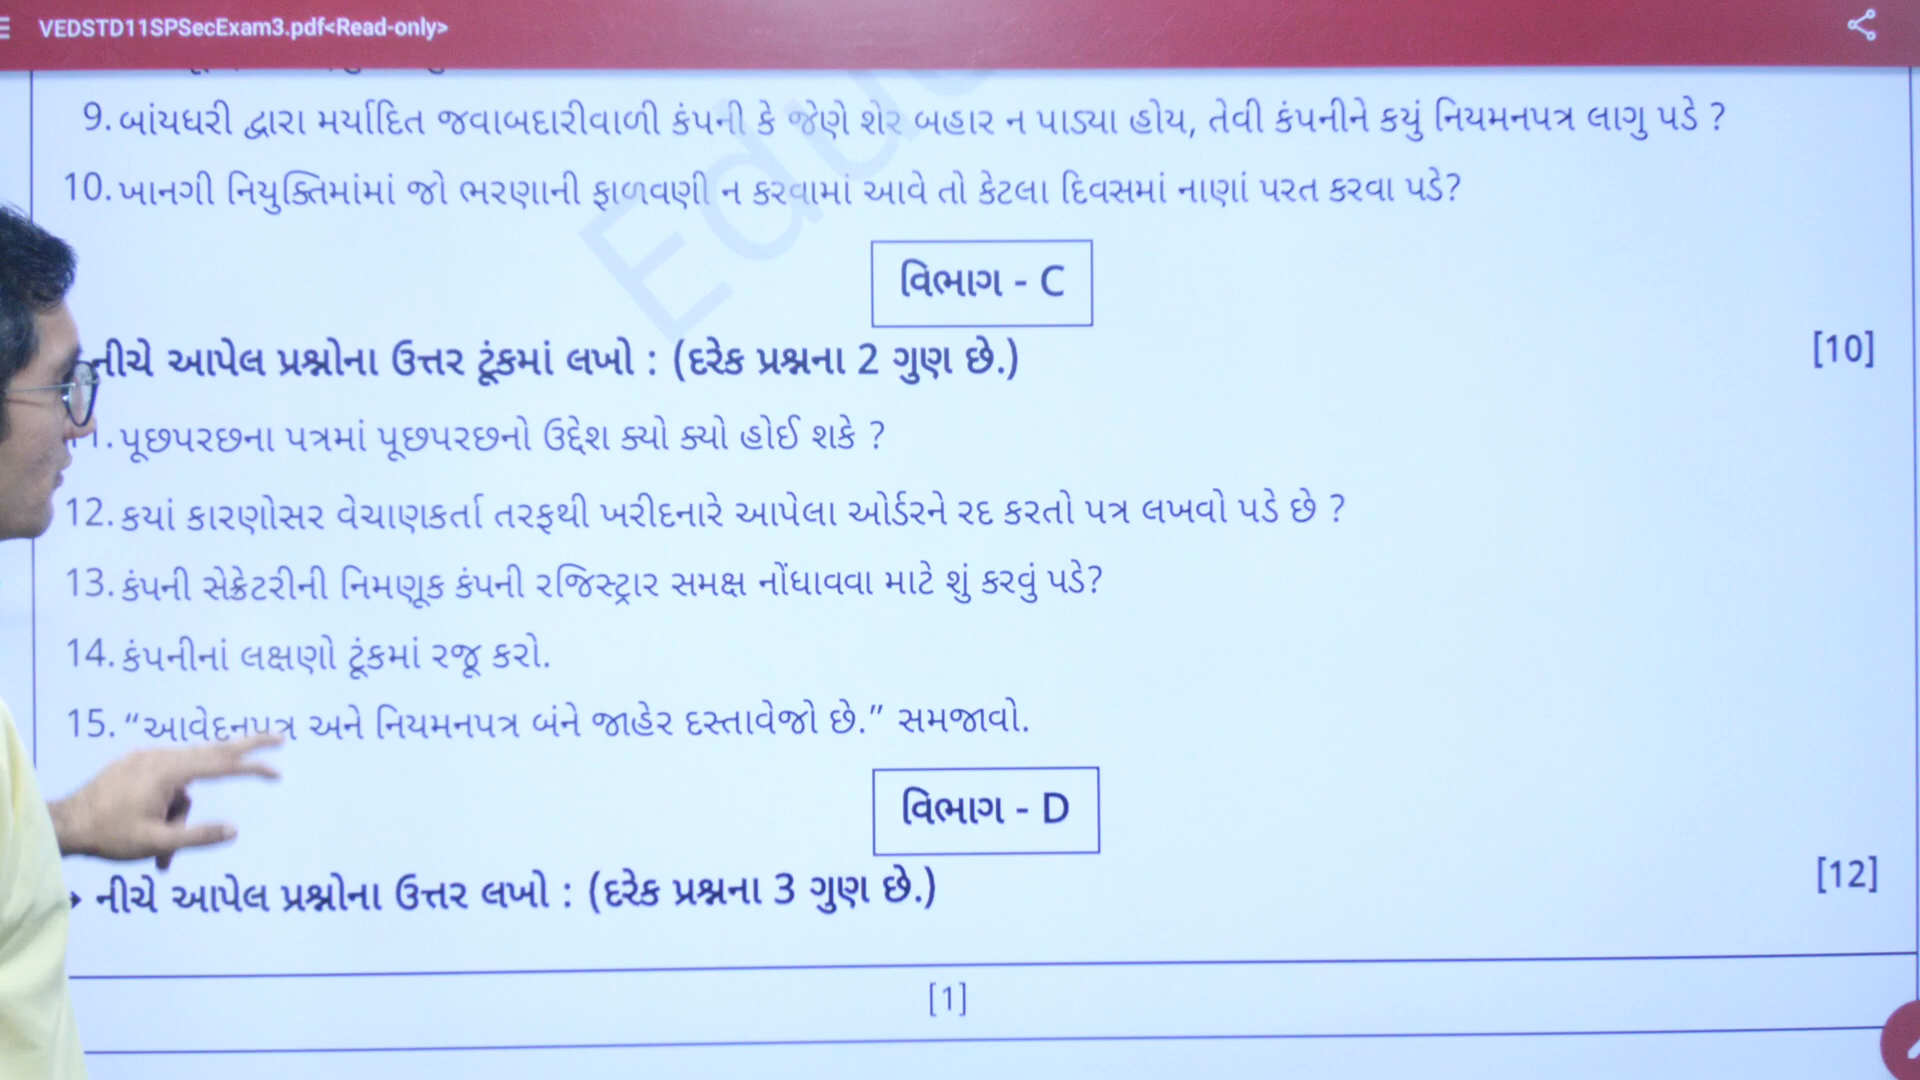 VEDSTD11SPSecExam3.pdf<Read-only>
9. બાંયધરી દ્વારા મર્યાદિત જવાબદારીવાળી કંપની કે જેણે શેર બહાર ન પાડ્યા હોય, તેવી કંપનીને કયું નિયમનપત્ર લાગુ પડે ?
10. ખાનગી નિયુક્તિમાંમાં જો ભરણાની ફાળવણી ન કરવામાં આવે તો કેટલા દિવસમાં નાણાં પરત કરવા પડે?
વિભાગ - C
નીચે આપેલ પ્રશ્નોના ઉત્તર ટૂંકમાં લખો : (દરેક પ્રશ્નના 2 ગુણ છે.) [10]
11. પૂછપરછના પત્રમાં પૂછપરછનો ઉદ્દેશ ક્યો ક્યો હોઈ શકે ?
12. કયાં કારણોસર વેચાણકર્તા તરફથી ખરીદનારે આપેલા ઓર્ડરને રદ કરતો પત્ર લખવો પડે છે ?
13. કંપની સેક્રેટરીની નિમણૂક કંપની રજિસ્ટ્રાર સમક્ષ નોંધાવવા માટે શું કરવું પડે?
14. કંપનીનાં લક્ષણો ટૂંકમાં રજૂ કરો.
15. “આવેદનપત્ર અને નિયમનપત્ર બંને જાહેર દસ્તાવેજો છે.” સમજાવો.
વિભાગ - D
નીચે આપેલ પ્રશ્નોના ઉત્તર લખો : (દરેક પ્રશ્નના 3 ગુણ છે.) [12]
[1]